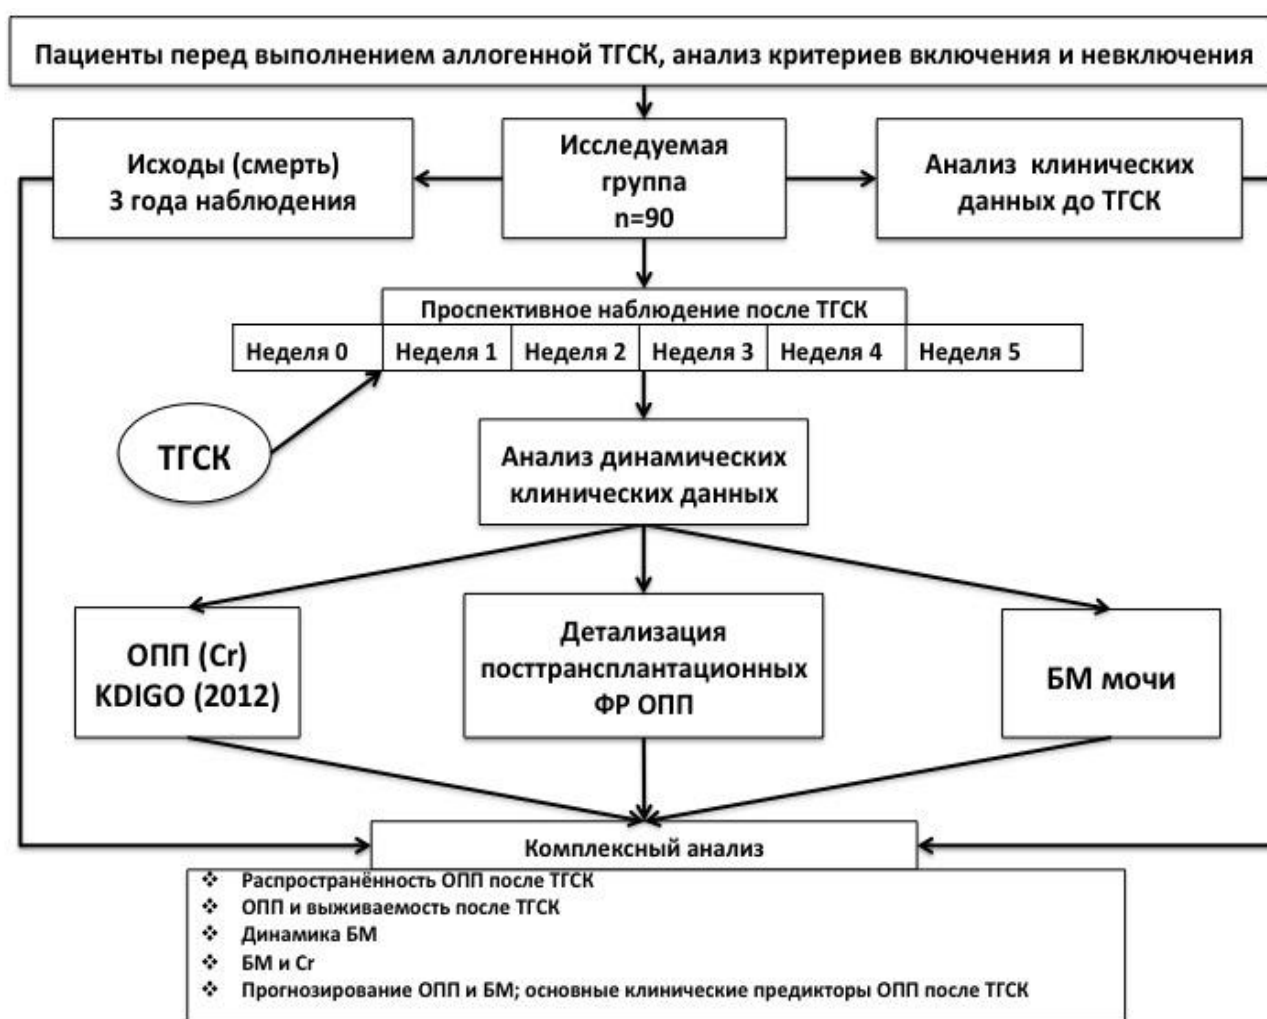 Пациенты перед выполнением аллогенной ТГСК, анализ критериев включения и невключения
Исходы (смерть)
3 года наблюдения
Исследуемая
группа
n=90
Анализ клинических
данных до ТГСК
Проспективное наблюдение после ТГСК
Неделя 0
Неделя 1
Неделя 2
Неделя 3
Неделя 4
Неделя 5
ТГСК
Анализ динамических
клинических данных
ОПП (Cr)
KDIGO (2012)
Детализация
посттрансплантационных
ФР ОПП
БМ мочи
Комплексный анализ
❖ Распространённость ОПП после ТГСК
❖ ОПП и выживаемость после ТГСК
❖ Динамика БМ
❖ БМ и Cr
❖ Прогнозирование ОПП и БМ; основные клинические предикторы ОПП после ТГСК